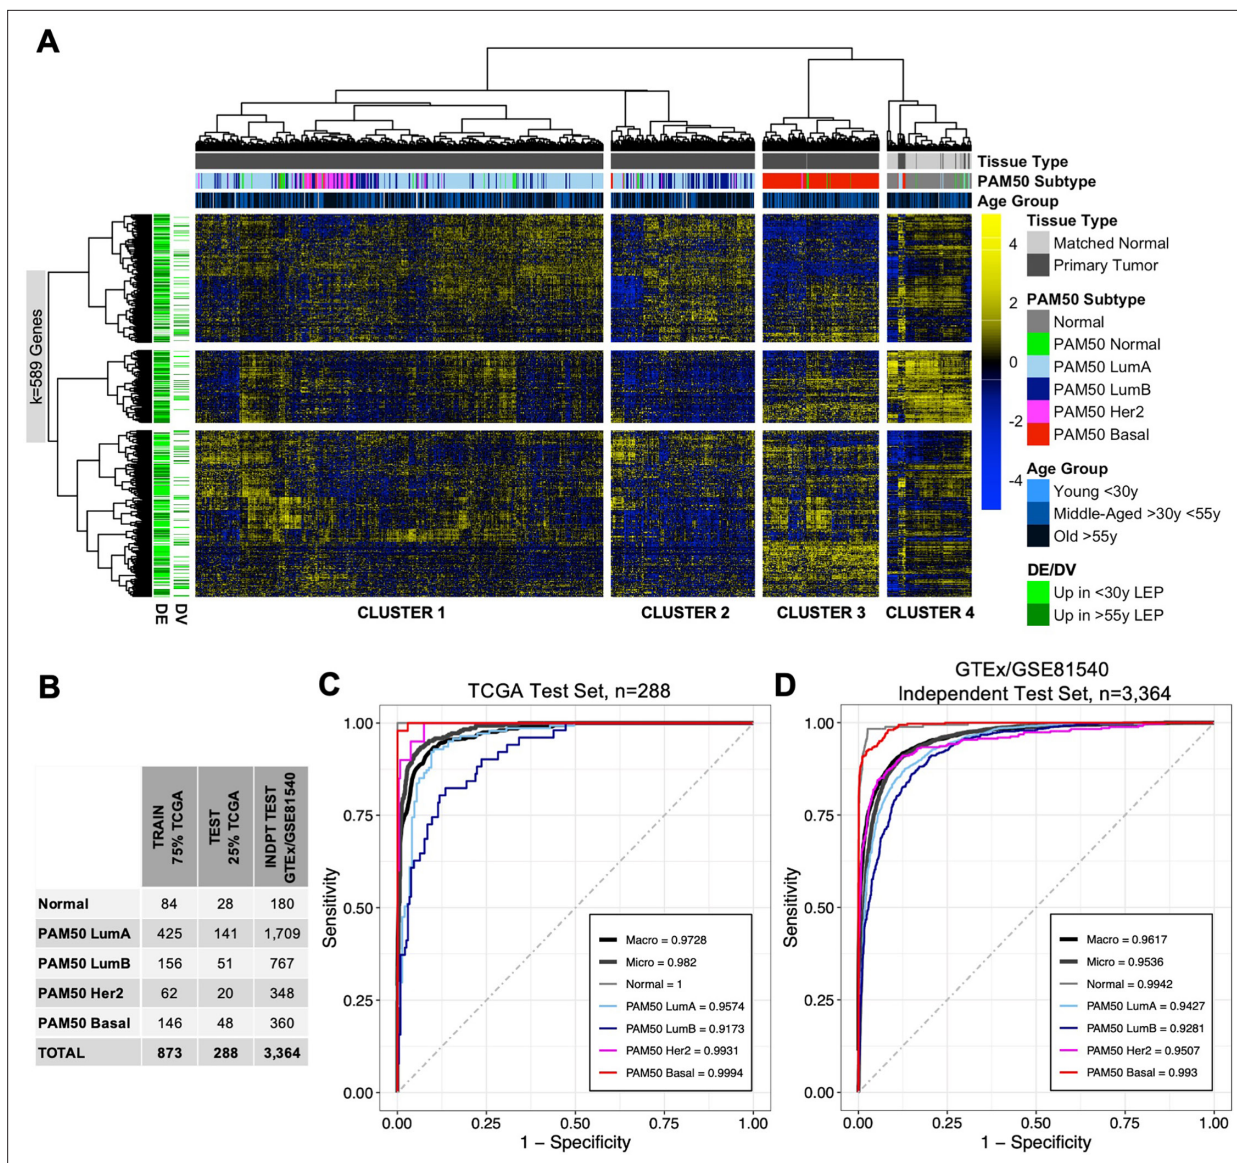 A
Tissue Type
PAM50 Subtype
Age Group
k=589 Genes
4
2
0
-2
-4
Tissue Type
Matched Normal
Primary Tumor
PAM50 Subtype
Normal
PAM50 Normal
PAM50 LumA
PAM50 LumB
PAM50 Her2
PAM50 Basal
Age Group
Young <30y
Middle-Aged >30y <55y
Old >55y
DE/DV
Up in <30y LEP
Up in >55y LEP
DE
DV
CLUSTER 1
CLUSTER 2
CLUSTER 3
CLUSTER 4
B
TRAIN
75% TCGA
TEST
25% TCGA
INDPT TEST
GTEx/GSE81540
Normal 84 28 180
PAM50 LumA 425 141 1,709
PAM50 LumB 156 51 767
PAM50 Her2 62 20 348
PAM50 Basal 146 48 360
TOTAL 873 288 3,364
C
TCGA Test Set, n=288
Sensitivity
1.00
0.75
0.50
0.25
0.00
Macro = 0.9728
Micro = 0.982
Normal = 1
PAM50 LumA = 0.9574
PAM50 LumB = 0.9173
PAM50 Her2 = 0.9931
PAM50 Basal = 0.9994
0.00 0.25 0.50 0.75 1.00
1 − Specificity
D
GTEx/GSE81540
Independent Test Set, n=3,364
Sensitivity
1.00
0.75
0.50
0.25
0.00
Macro = 0.9617
Micro = 0.9536
Normal = 0.9942
PAM50 LumA = 0.9427
PAM50 LumB = 0.9281
PAM50 Her2 = 0.9507
PAM50 Basal = 0.993
0.00 0.25 0.50 0.75 1.00
1 − Specificity